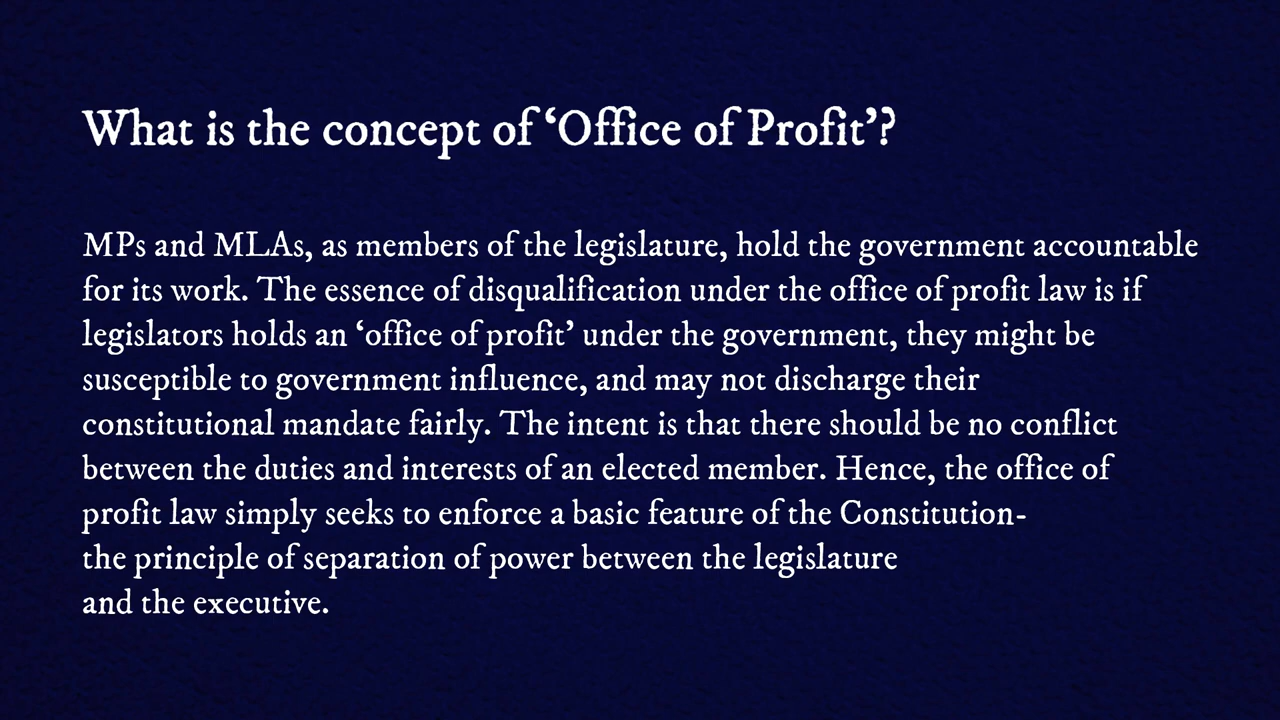 What is the concept of ‘Office of Profit’?
MPs and MLAs, as members of the legislature, hold the government accountable
for its work. The essence of disqualification under the office of profit law is if
legislators holds an ‘office of profit’ under the government, they might be
susceptible to government influence, and may not discharge their
constitutional mandate fairly. The intent is that there should be no conflict
between the duties and interests of an elected member. Hence, the office of
profit law simply seeks to enforce a basic feature of the Constitution-
the principle of separation of power between the legislature
and the executive.